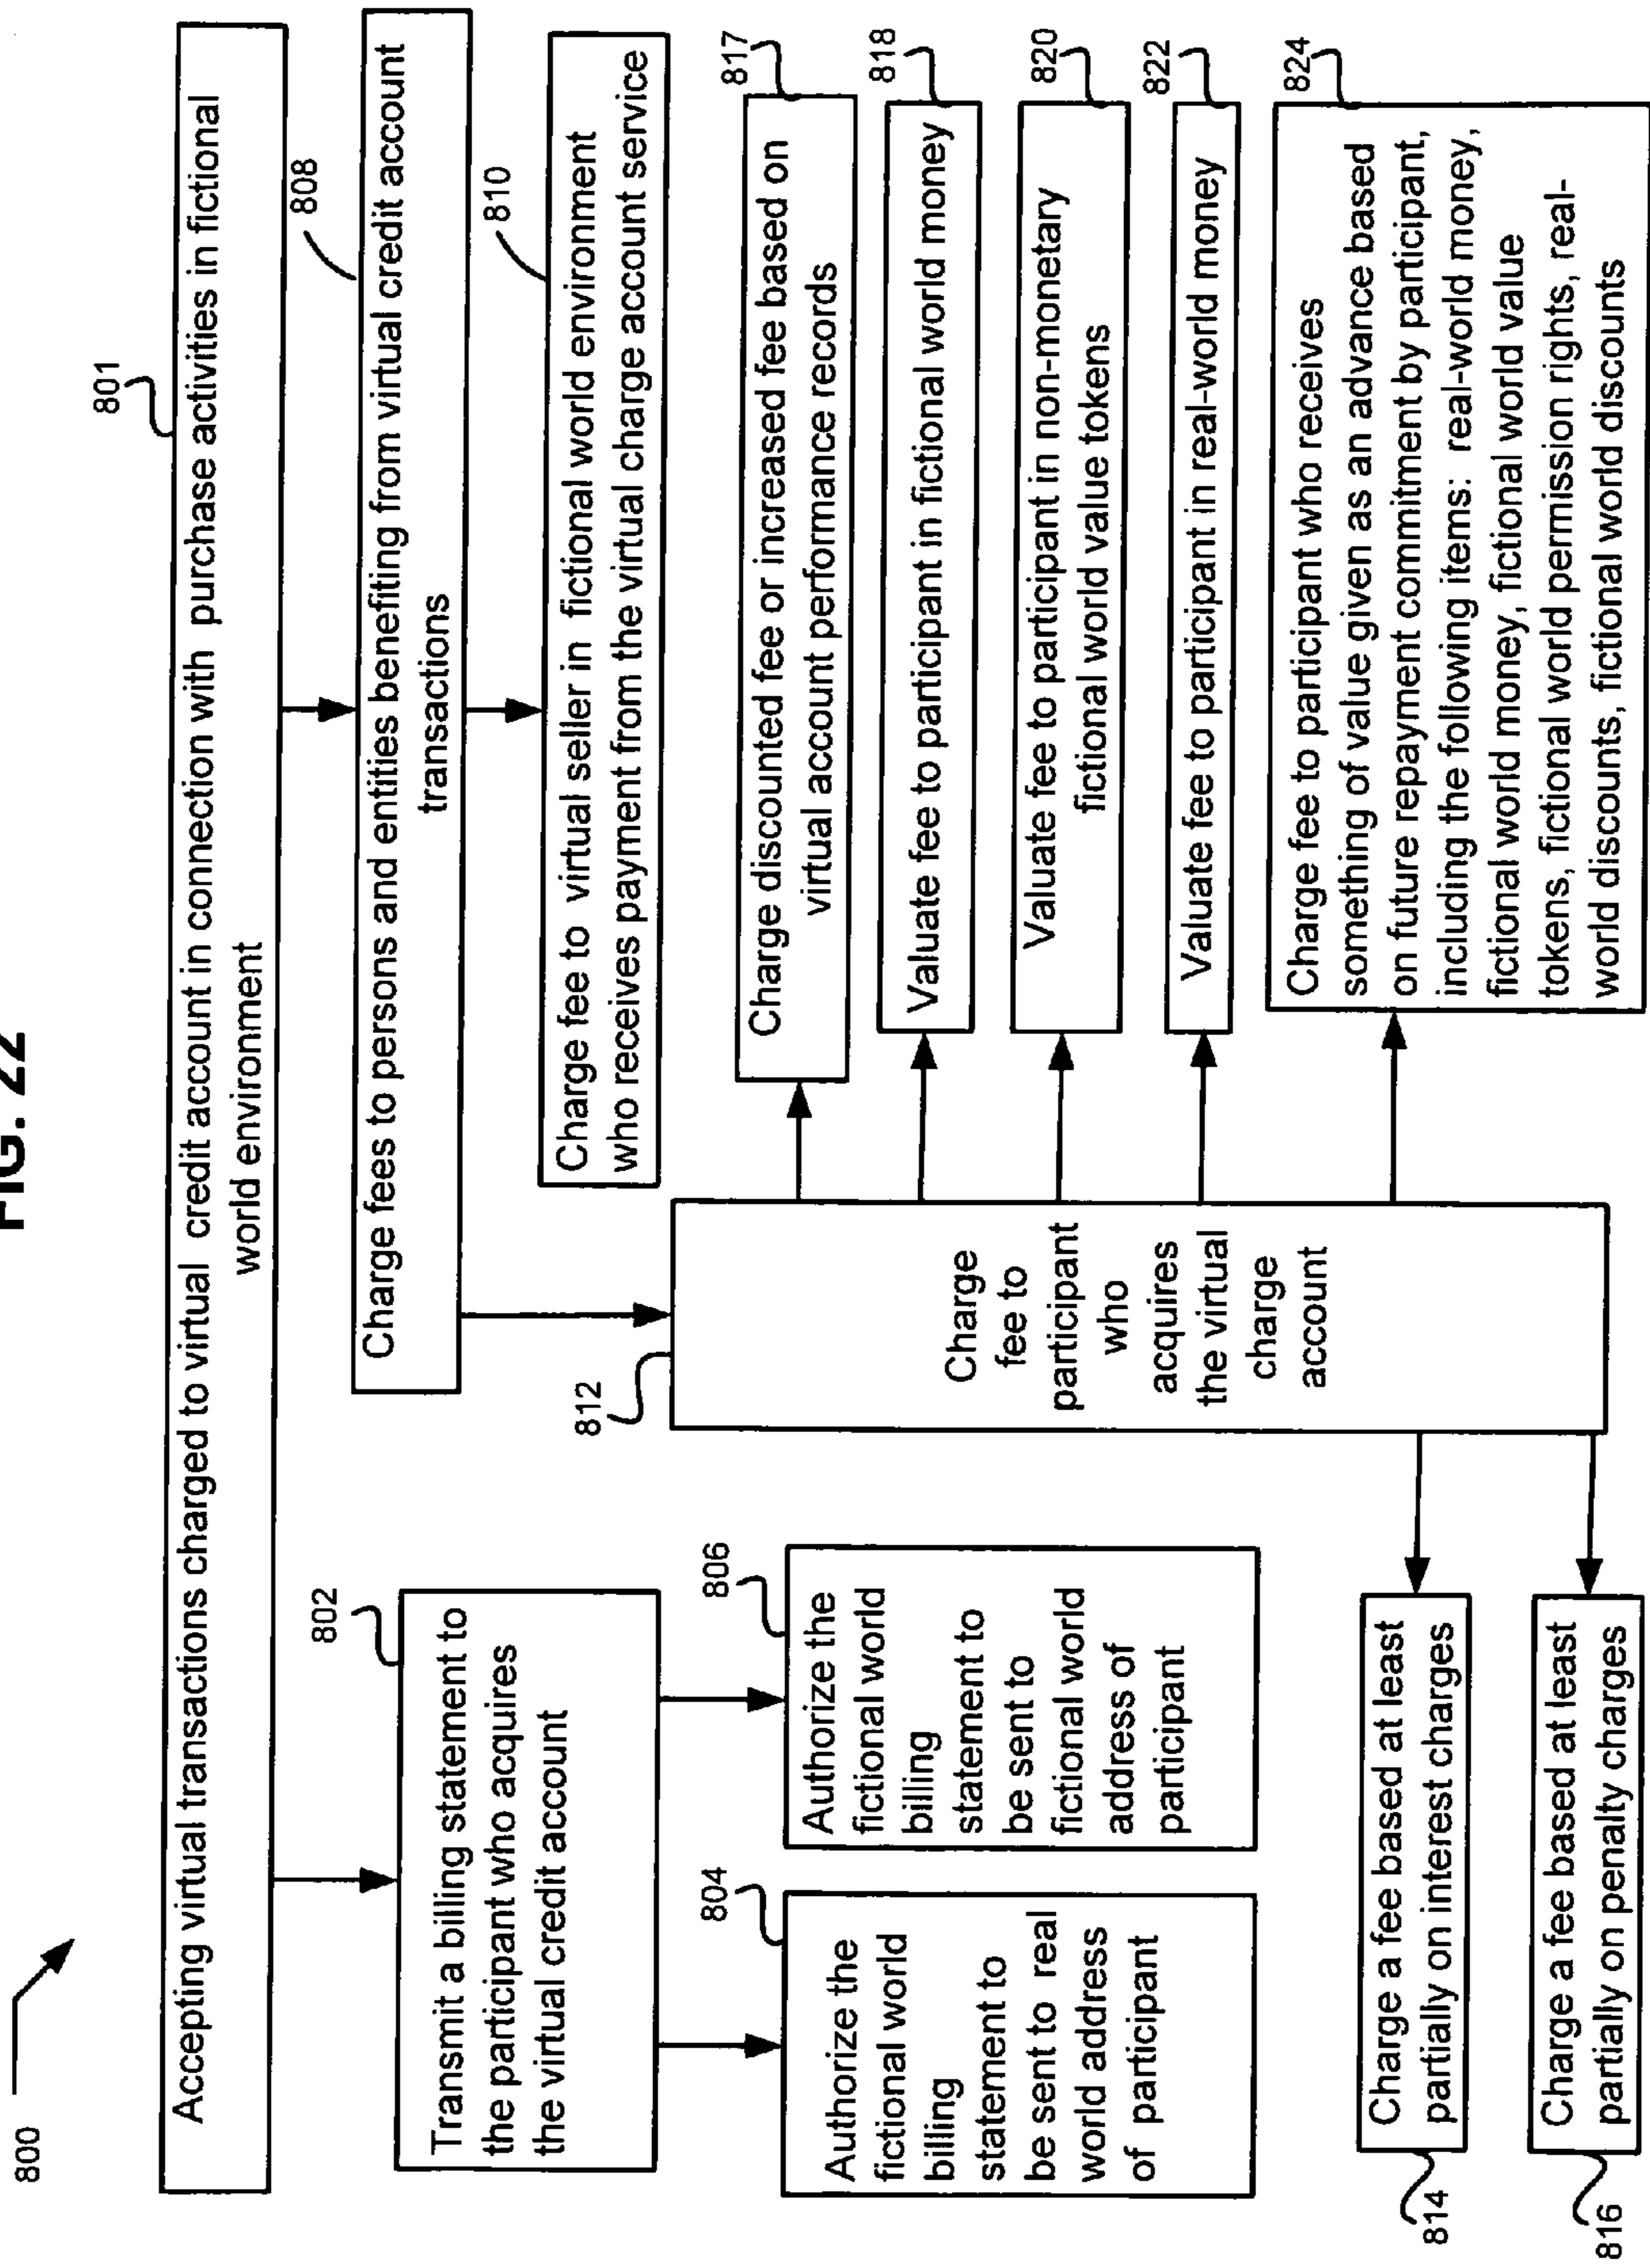 FIG. 22
800
801
Accepting virtual transactions charged to virtual credit account in connection with purchase activities in fictional
world environment
802
Transmit a billing statement to
the participant who acquires
the virtual credit account
804
Authorize the
fictional world
billing
statement to
be sent to real
world address
of participant
806
Authorize the
fictional world
billing
statement to
be sent to
fictional world
address of
participant
808
Charge fees to persons and entities benefiting from virtual credit account
transactions
810
Charge fee to virtual seller in fictional world environment
who receives payment from the virtual charge account service
812
Charge
fee to
participant
who
acquires
the virtual
charge
account
814
Charge a fee based at least
partially on interest charges
816
Charge a fee based at least
partially on penalty charges
817
Charge discounted fee or increased fee based on
virtual account performance records
818
Valuate fee to participant in fictional world money
820
Valuate fee to participant in non-monetary
fictional world value tokens
822
Valuate fee to participant in real-world money
824
Charge fee to participant who receives
something of value given as an advance based
on future repayment commitment by participant,
including the following items: real-world money,
fictional world money, fictional world value
tokens, fictional world permission rights, real-
world discounts, fictional world discounts